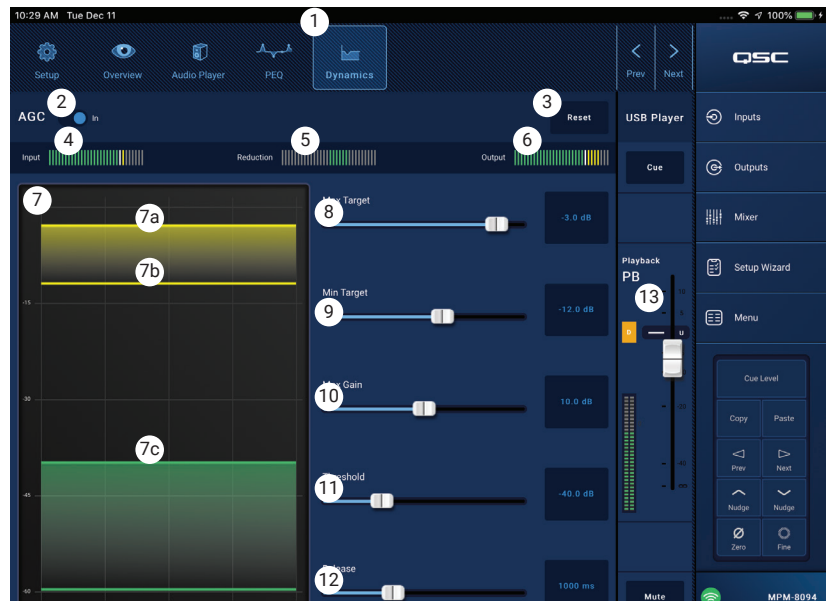 10:29 AM Tue Dec 11
100%
1
Setup
Overview
Audio Player
PEQ
Dynamics
Prev
Next
QSC
AGC
2
In
3
Reset
USB Player
Inputs
4
5
6
Input
Reduction
Output
Cue
Outputs
7
7a
7b
7c
-15
-30
-45
-60
Max Target
8
-3.0 dB
Min Target
9
-12.0 dB
Max Gain
10
10.0 dB
Threshold
11
-40.0 dB
Release
12
1000 ms
Playback
PB
13
10
5
D
U
-20
-40
Mute
Mixer
Setup Wizard
Menu
Cue Level
Copy
Paste
Prev
Next
Nudge
Nudge
Zero
Fine
MPM-8094